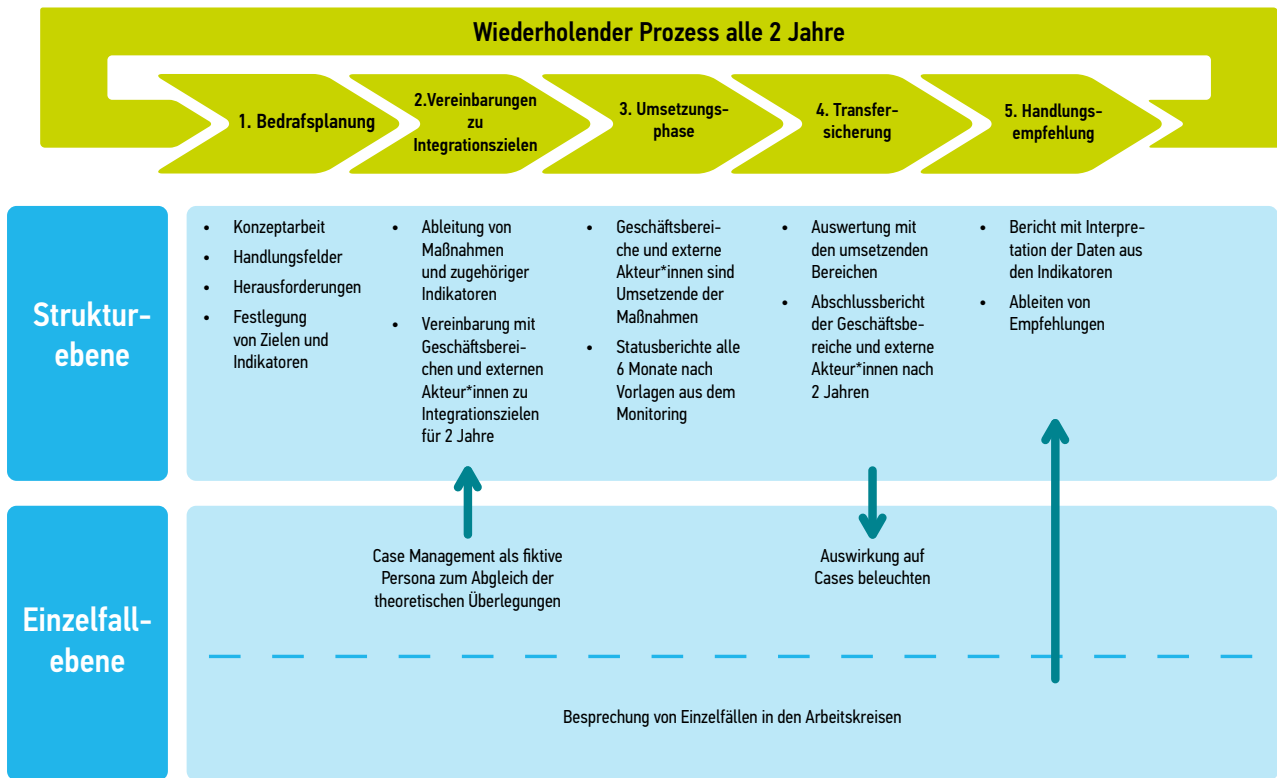 Wiederholender Prozess alle 2 Jahre
1. Bedrafsplanung
2.Vereinbarungen
zu
Integrationszielen
3. Umsetzungs-
phase
4. Transfer-
sicherung
5. Handlungs-
empfehlung
Struktur-
ebene
• Konzeptarbeit
• Handlungsfelder
• Herausforderungen
• Festlegung
von Zielen und
Indikatoren
• Ableitung von
Maßnahmen
und zugehöriger
Indikatoren
• Vereinbarung mit
Geschäftsberei-
chen und externen
Akteur*innen zu
Integrationszielen
für 2 Jahre
• Geschäftsberei-
che und externe
Akteur*innen sind
Umsetzende der
Maßnahmen
• Statusberichte alle
6 Monate nach
Vorlagen aus dem
Monitoring
• Auswertung mit
den umsetzenden
Bereichen
• Abschlussbericht
der Geschäftsbe-
reiche und externe
Akteur*innen nach
2 Jahren
• Bericht mit Interpre-
tation der Daten aus
den Indikatoren
• Ableiten von
Empfehlungen
Einzelfall-
ebene
Case Management als fiktive
Persona zum Abgleich der
theoretischen Überlegungen
Auswirkung auf
Cases beleuchten
Besprechung von Einzelfällen in den Arbeitskreisen